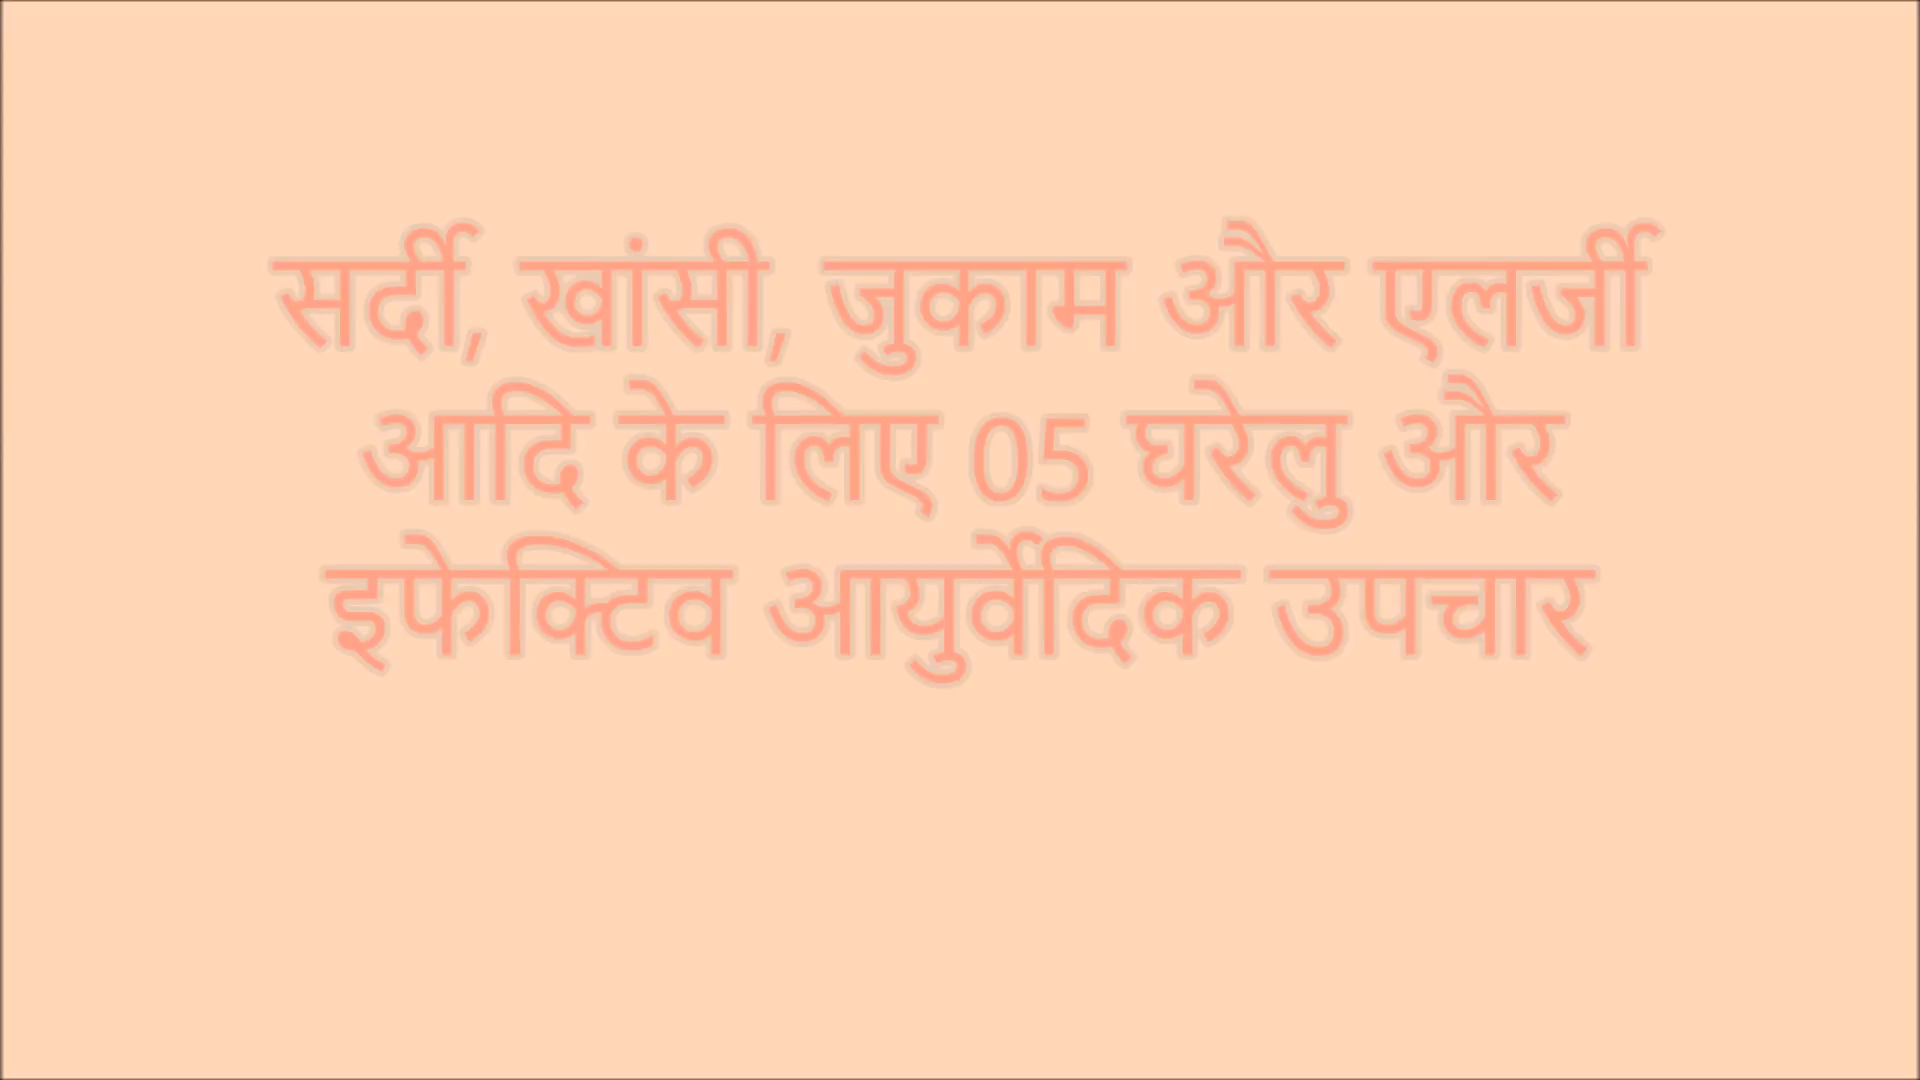 सर्दी, खांसी, जुकाम और एलर्जी
आदि के लिए 05 घरेलु और
इफेक्टिव आयुर्वेदिक उपचार